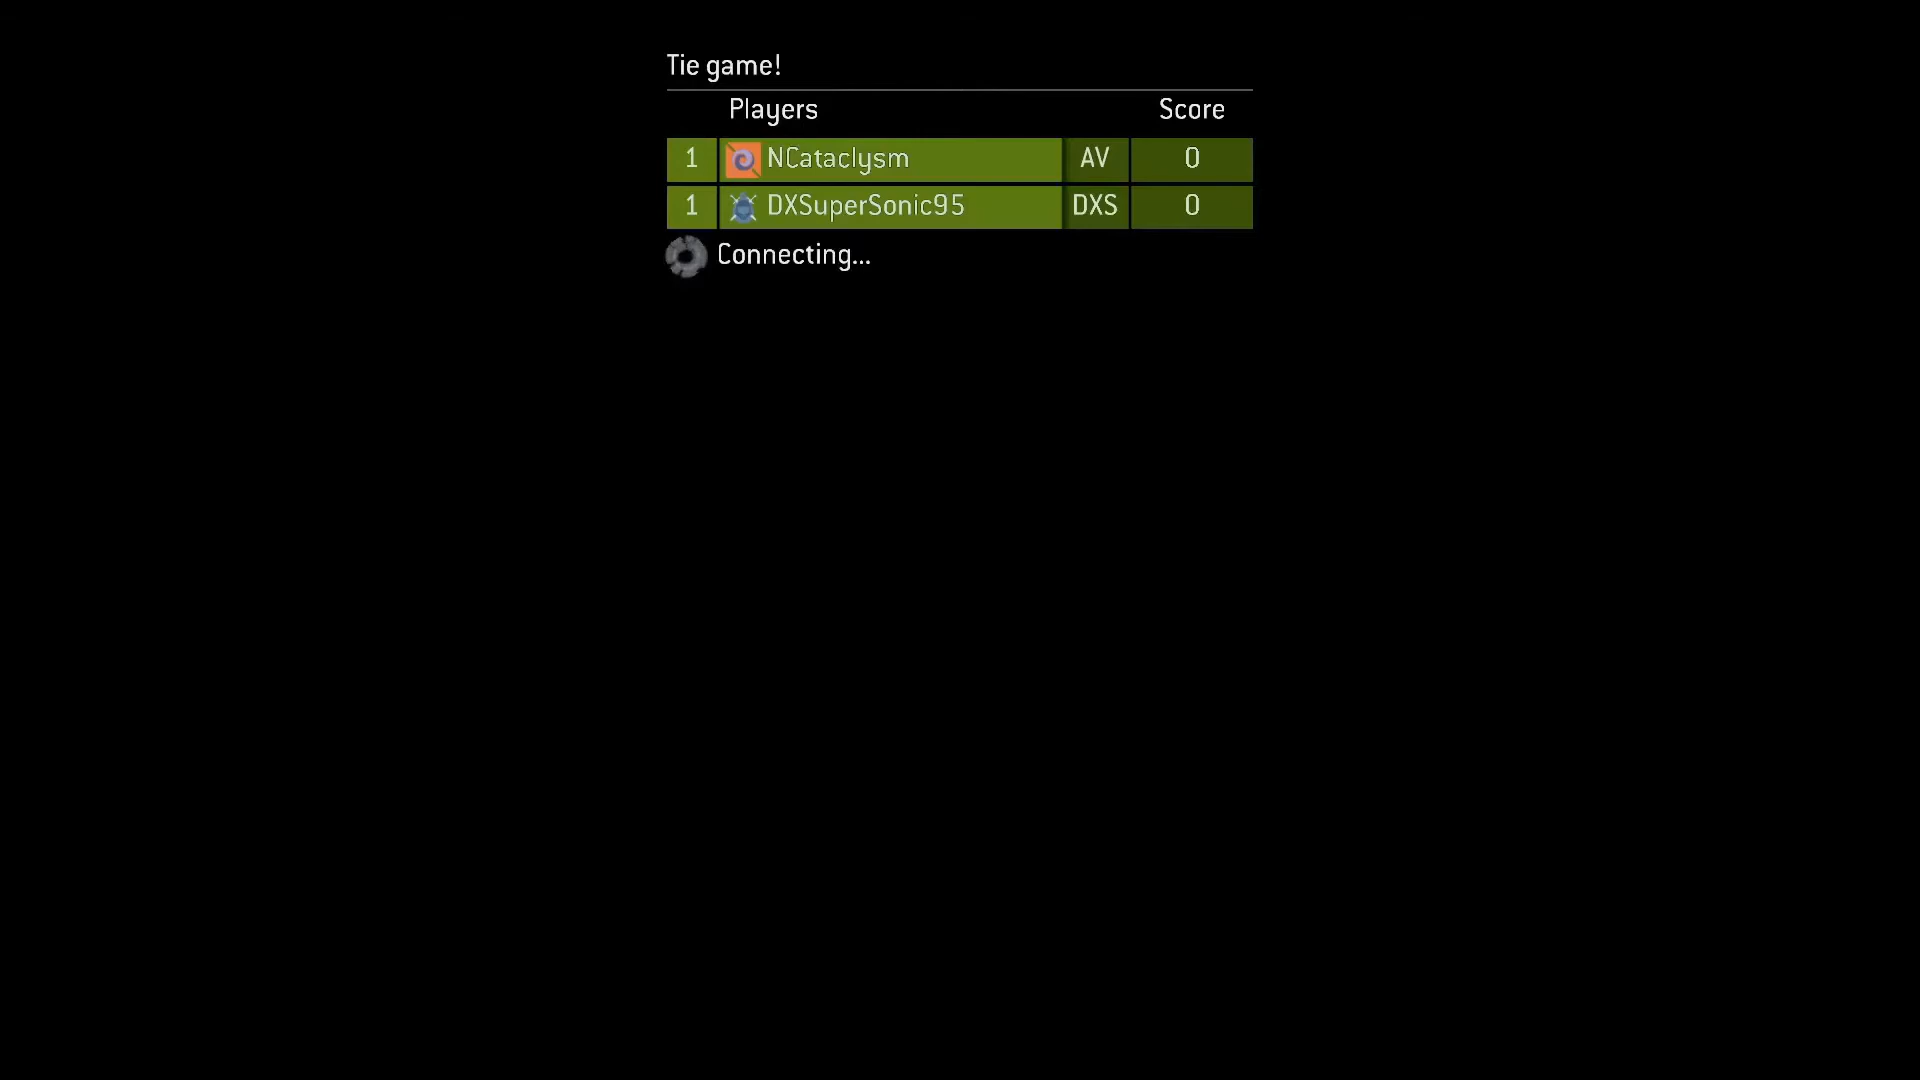 Tie game!
Players Score
1 NCataclysm AV 0
1 DXSuperSonic95 DXS 0
Connecting...